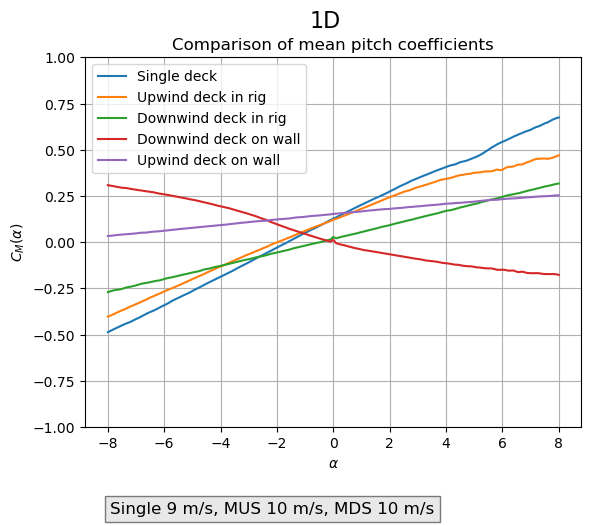 1D
Comparison of mean pitch coefficients
Single deck
Upwind deck in rig
Downwind deck in rig
Downwind deck on wall
Upwind deck on wall
1.00
0.75
0.50
0.25
0.00
−0.25
−0.50
−0.75
−1.00
C_M(α)
−8 −6 −4 −2 0 2 4 6 8
α
Single 9 m/s, MUS 10 m/s, MDS 10 m/s